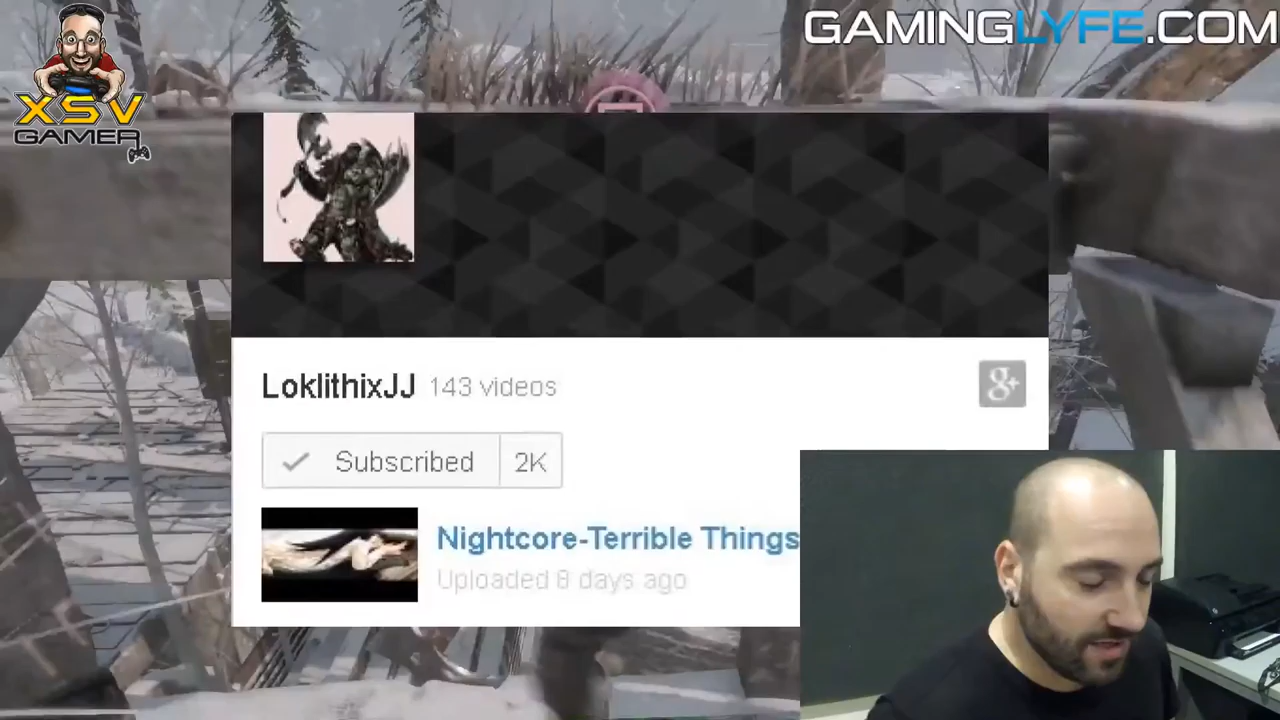 GAMINGLYFE.COM
XSV
GAMER
LoklithixJJ 143 videos
g+
Subscribed 2K
Nightcore-Terrible Things
Uploaded 8 days ago